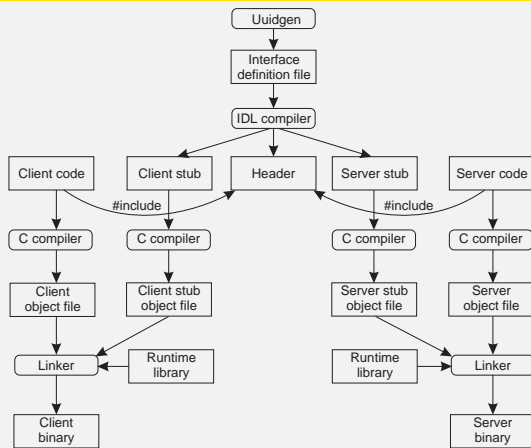 Uuidgen
Interface
definition file
IDL compiler
Client code
Client stub
Header
Server stub
Server code
#include
#include
C compiler
C compiler
C compiler
C compiler
Client
object file
Client stub
object file
Server stub
object file
Server
object file
Linker
Runtime
library
Runtime
library
Linker
Client
binary
Server
binary